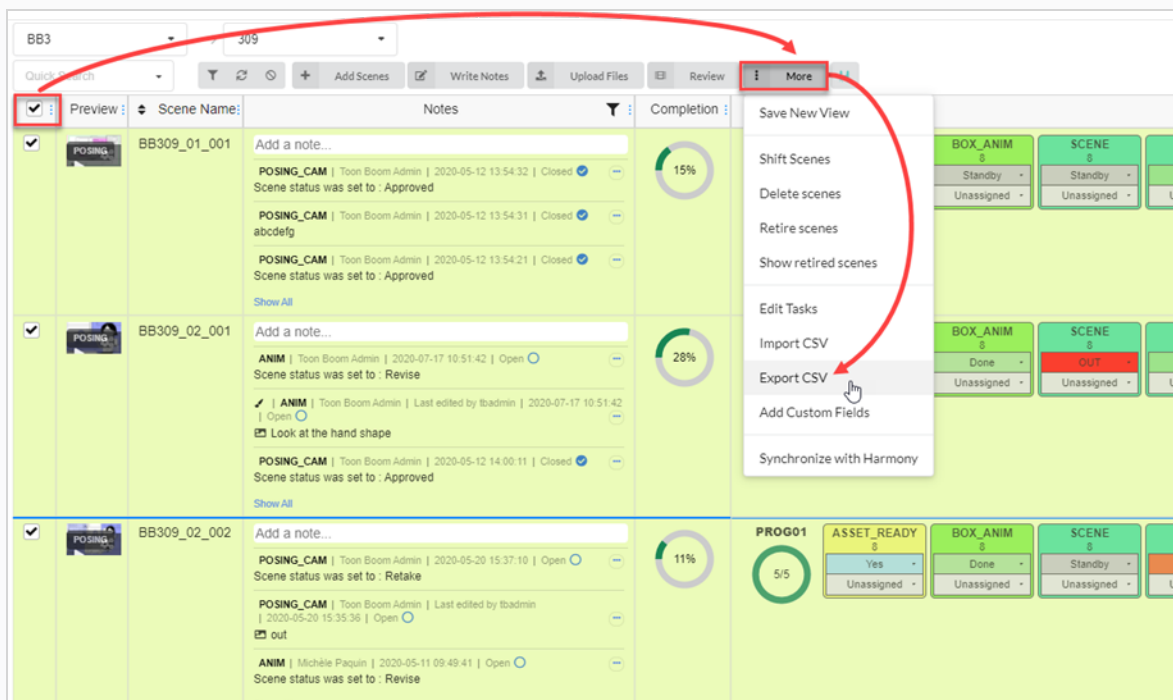 BB3
309
Quick Search
Add Scenes
Write Notes
Upload Files
Review
More
Preview
Scene Name
Notes
Completion
Save New View
Shift Scenes
Delete scenes
Retire scenes
Show retired scenes
Edit Tasks
Import CSV
Export CSV
Add Custom Fields
Synchronize with Harmony
POSING
BB309_01_001
Add a note...
POSING_CAM | Toon Boom Admin | 2020-05-12 13:54:32 | Closed
Scene status was set to : Approved
POSING_CAM | Toon Boom Admin | 2020-05-12 13:54:31 | Closed
abcdefg
POSING_CAM | Toon Boom Admin | 2020-05-12 13:54:21 | Closed
Scene status was set to : Approved
Show All
15%
BOX_ANIM
8
Standby
Unassigned
SCENE
8
Standby
Unassigned
POSING
BB309_02_001
Add a note...
ANIM | Toon Boom Admin | 2020-07-17 10:51:42 | Open
Scene status was set to : Revise
| ANIM | Toon Boom Admin | Last edited by tbadmin | 2020-07-17 10:51:42
| Open
Look at the hand shape
POSING_CAM | Toon Boom Admin | 2020-05-12 14:00:11 | Closed
Scene status was set to : Approved
Show All
28%
BOX_ANIM
8
Done
Unassigned
SCENE
8
OUT
Unassigned
POSING
BB309_02_002
Add a note...
POSING_CAM | Toon Boom Admin | 2020-05-20 15:37:10 | Open
Scene status was set to : Retake
POSING_CAM | Toon Boom Admin | Last edited by tbadmin
| 2020-05-20 15:35:36 | Open
out
ANIM | Michèle Paquin | 2020-05-11 09:49:41 | Open
Scene status was set to : Revise
11%
PROG01
5/5
ASSET_READY
8
Yes
Unassigned
BOX_ANIM
8
Done
Unassigned
SCENE
8
Standby
Unassigned